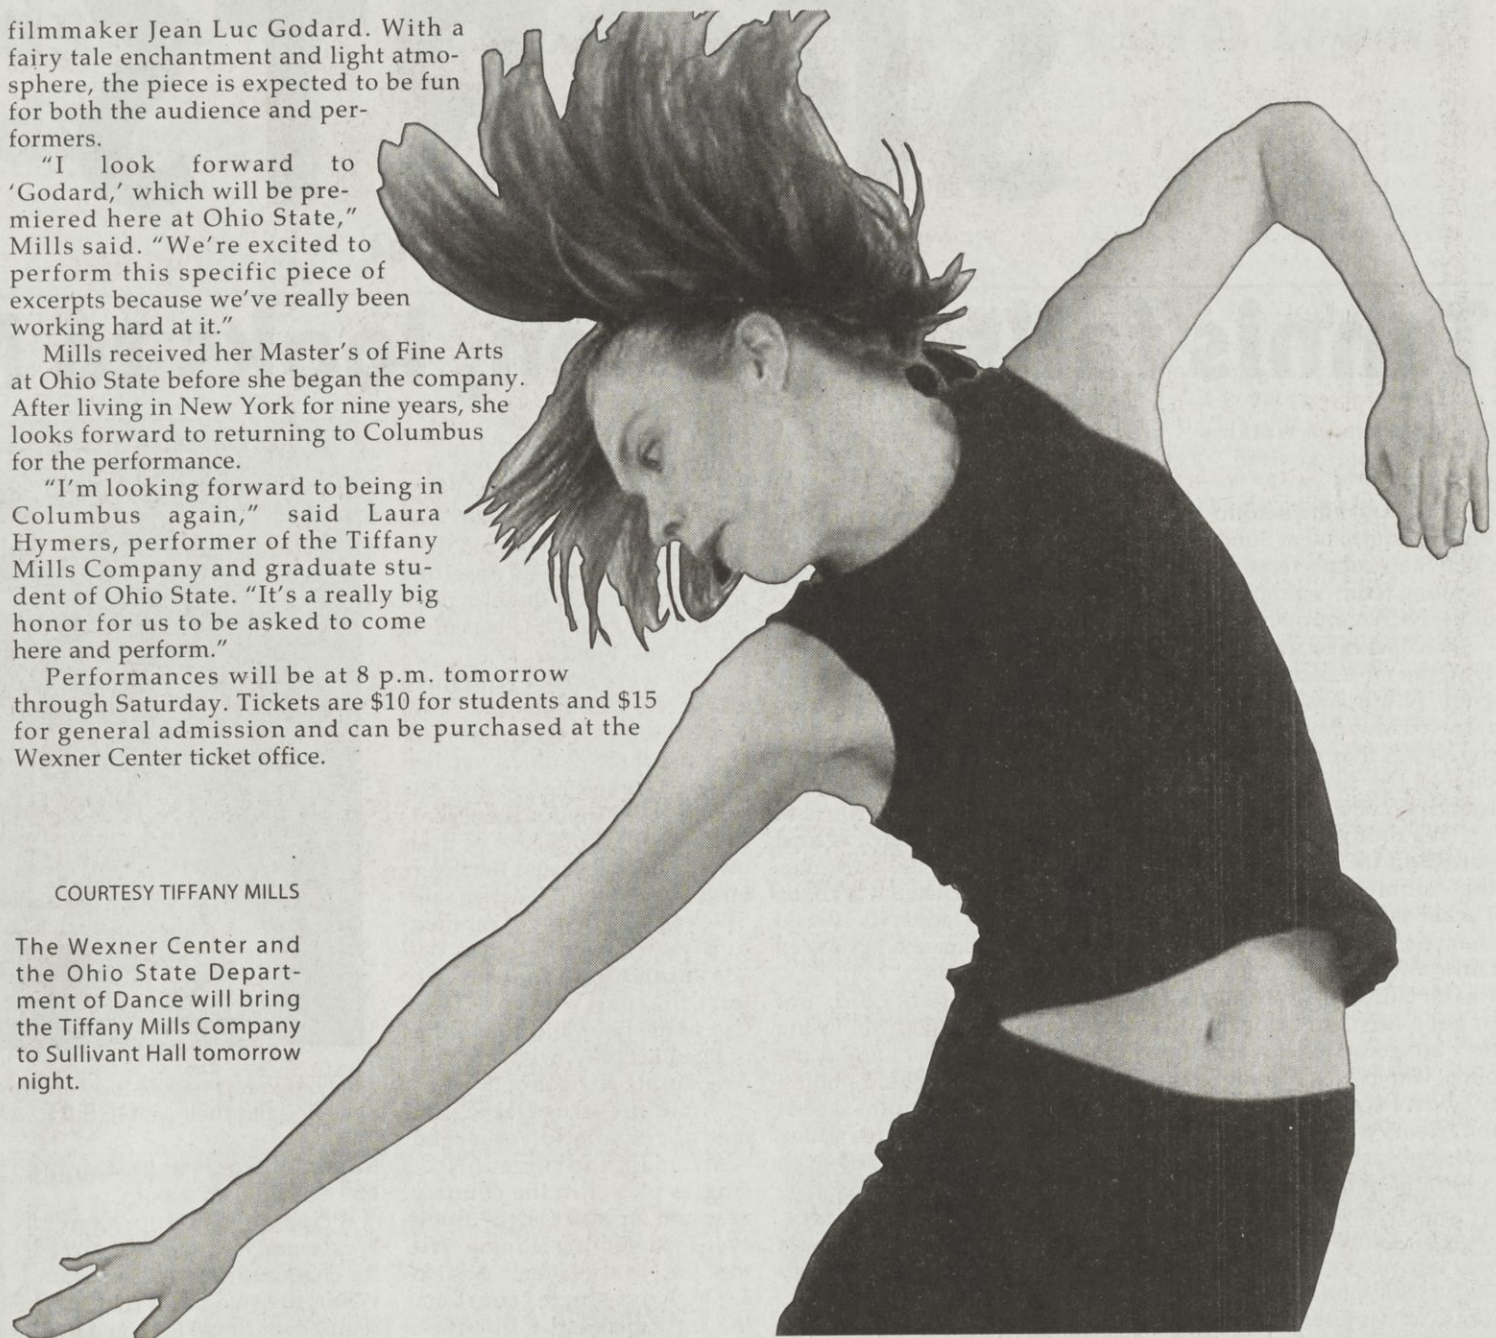 filmmaker Jean Luc Godard. With a
fairy tale enchantment and light atmo-
sphere, the piece is expected to be fun
for both the audience and per-
formers.
"I look forward to
'Godard,' which will be pre-
miered here at Ohio State,"
Mills said. "We're excited to
perform this specific piece of
excerpts because we've really been
working hard at it."
Mills received her Master's of Fine Arts
at Ohio State before she began the company.
After living in New York for nine years, she
looks forward to returning to Columbus
for the performance.
"I'm looking forward to being in
Columbus again," said Laura
Hymers, performer of the Tiffany
Mills Company and graduate stu-
dent of Ohio State. "It's a really big
honor for us to be asked to come
here and perform."
Performances will be at 8 p.m. tomorrow
through Saturday. Tickets are $10 for students and $15
for general admission and can be purchased at the
Wexner Center ticket office.
COURTESY TIFFANY MILLS
The Wexner Center and
the Ohio State Depart-
ment of Dance will bring
the Tiffany Mills Company
to Sullivant Hall tomorrow
night.